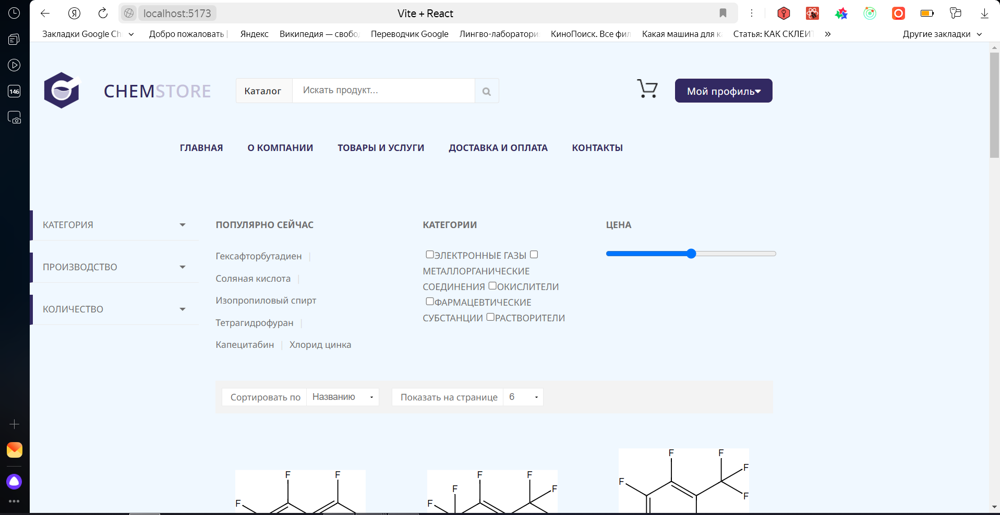 localhost:5173
Vite + React
Закладки Google Ch
Добро пожаловать |
Яндекс
Википедия — свобо
Переводчик Google
Лингво-лаборатори
КиноПоиск. Все фил
Какая машина для к
Статья: КАК СКЛЕИТ
»
Другие закладки
146
CHEMSTORE
Каталог
Искать продукт...
Мой профиль
ГЛАВНАЯ
О КОМПАНИИ
ТОВАРЫ И УСЛУГИ
ДОСТАВКА И ОПЛАТА
КОНТАКТЫ
КАТЕГОРИЯ
ПРОИЗВОДСТВО
КОЛИЧЕСТВО
ПОПУЛЯРНО СЕЙЧАС
Гексафторбутадиен |
Соляная кислота |
Изопропиловый спирт
Тетрагидрофуран |
Капецитабин | Хлорид цинка
КАТЕГОРИИ
ЭЛЕКТРОННЫЕ ГАЗЫ
МЕТАЛЛОРГАНИЧЕСКИЕ
СОЕДИНЕНИЯ ОКИСЛИТЕЛИ
ФАРМАЦЕВТИЧЕСКИЕ
СУБСТАНЦИИ РАСТВОРИТЕЛИ
ЦЕНА
Сортировать по Названию
Показать на странице 6
F F
F
F F
F F
F
F F
F F
F